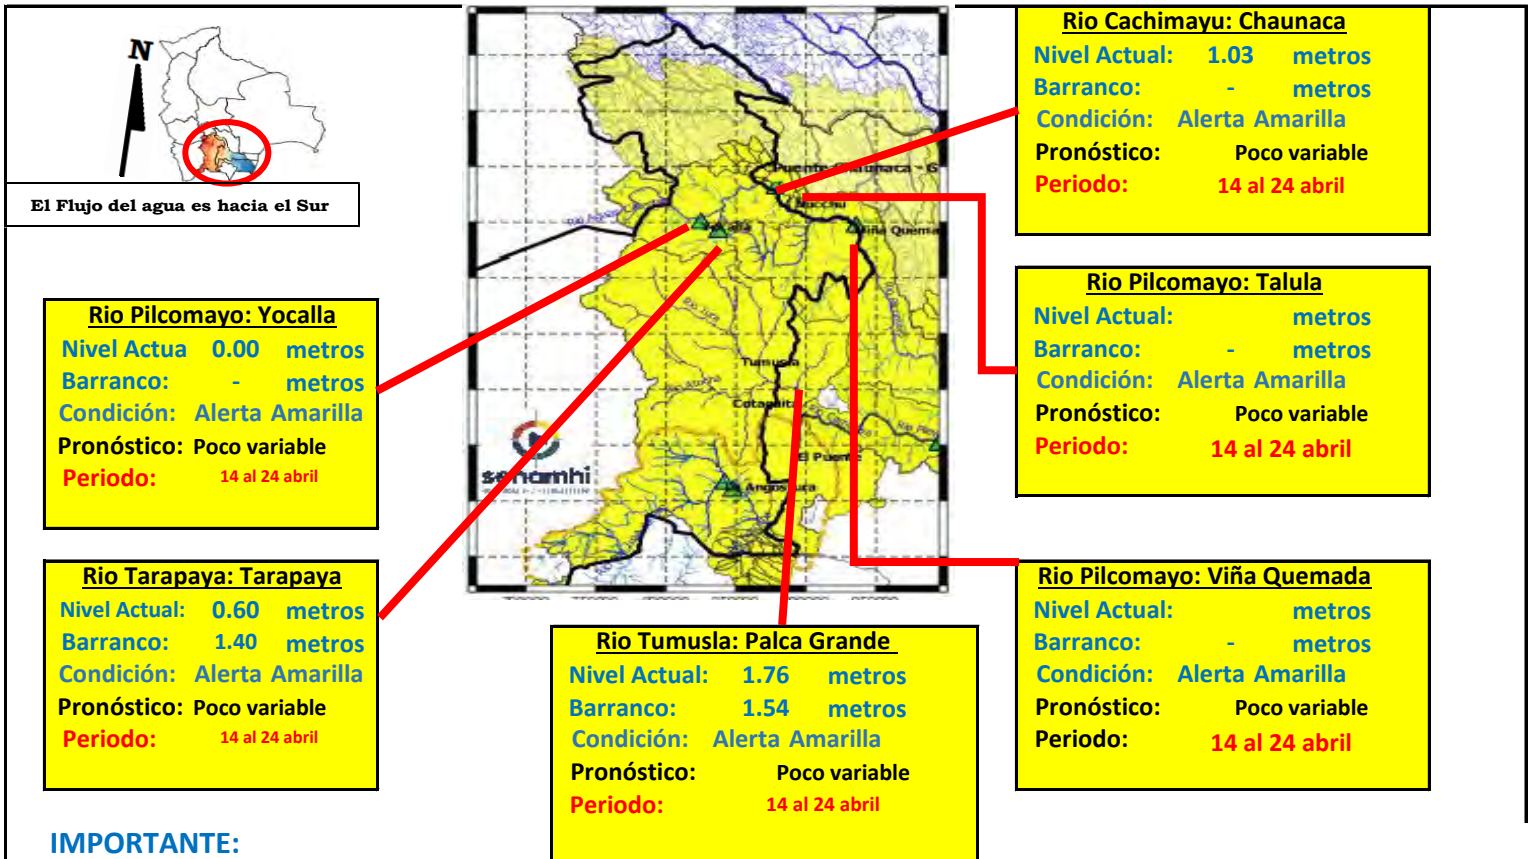 N
El Flujo del agua es hacia el Sur
Rio Pilcomayo: Yocalla
Nivel Actua 0.00 metros
Barranco: - metros
Condición: Alerta Amarilla
Pronóstico: Poco variable
Periodo: 14 al 24 abril
Rio Tarapaya: Tarapaya
Nivel Actual: 0.60 metros
Barranco: 1.40 metros
Condición: Alerta Amarilla
Pronóstico: Poco variable
Periodo: 14 al 24 abril
IMPORTANTE:
Puente Chaunaca - G
Nucchu
Viña Quema
Tumusla
Cotagaita
El Puente
Angostura
senamhi
Rio Tumusla: Palca Grande
Nivel Actual: 1.76 metros
Barranco: 1.54 metros
Condición: Alerta Amarilla
Pronóstico: Poco variable
Periodo: 14 al 24 abril
Rio Cachimayu: Chaunaca
Nivel Actual: 1.03 metros
Barranco: - metros
Condición: Alerta Amarilla
Pronóstico: Poco variable
Periodo: 14 al 24 abril
Rio Pilcomayo: Talula
Nivel Actual: metros
Barranco: - metros
Condición: Alerta Amarilla
Pronóstico: Poco variable
Periodo: 14 al 24 abril
Rio Pilcomayo: Viña Quemada
Nivel Actual: metros
Barranco: - metros
Condición: Alerta Amarilla
Pronóstico: Poco variable
Periodo: 14 al 24 abril